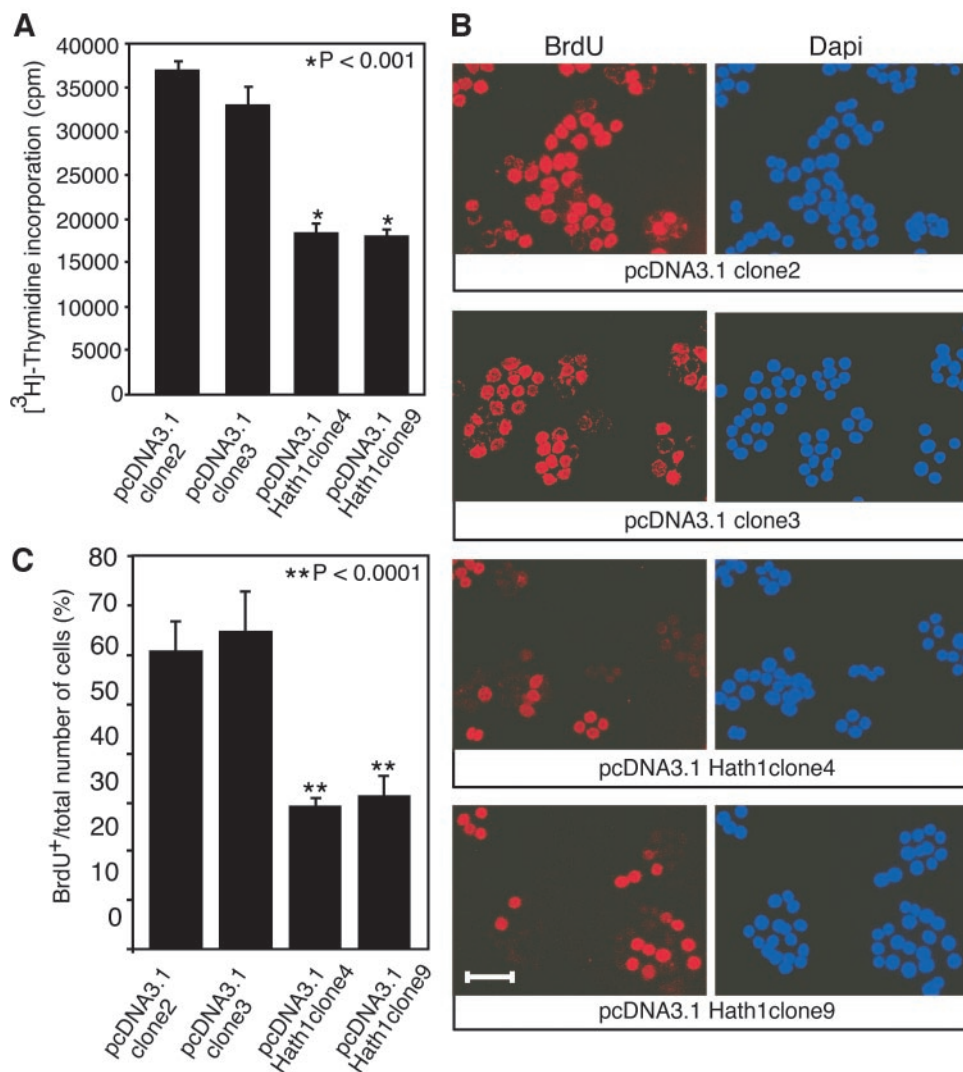 A
[³H]-Thymidine incorporation (cpm)
40000
35000
30000
25000
20000
15000
10000
5000
0
*P < 0.001
*
*
pcDNA3.1
clone2
pcDNA3.1
clone3
pcDNA3.1
Hath1clone4
pcDNA3.1
Hath1clone9
B
BrdU
Dapi
pcDNA3.1 clone2
pcDNA3.1 clone3
pcDNA3.1 Hath1clone4
pcDNA3.1 Hath1clone9
C
BrdU⁺/total number of cells (%)
80
70
60
50
40
30
20
10
0
**P < 0.0001
**
**
pcDNA3.1
clone2
pcDNA3.1
clone3
pcDNA3.1
Hath1clone4
pcDNA3.1
Hath1clone9